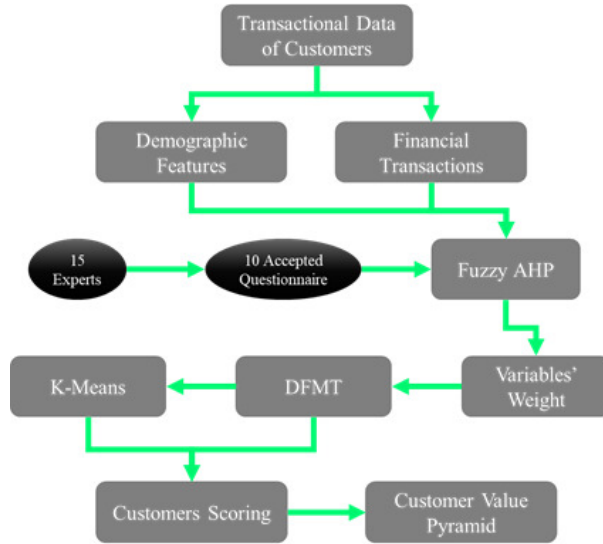 Transactional Data
of Customers
Demographic
Features
Financial
Transactions
15
Experts
10 Accepted
Questionnaire
Fuzzy AHP
K-Means
DFMT
Variables'
Weight
Customers Scoring
Customer Value
Pyramid